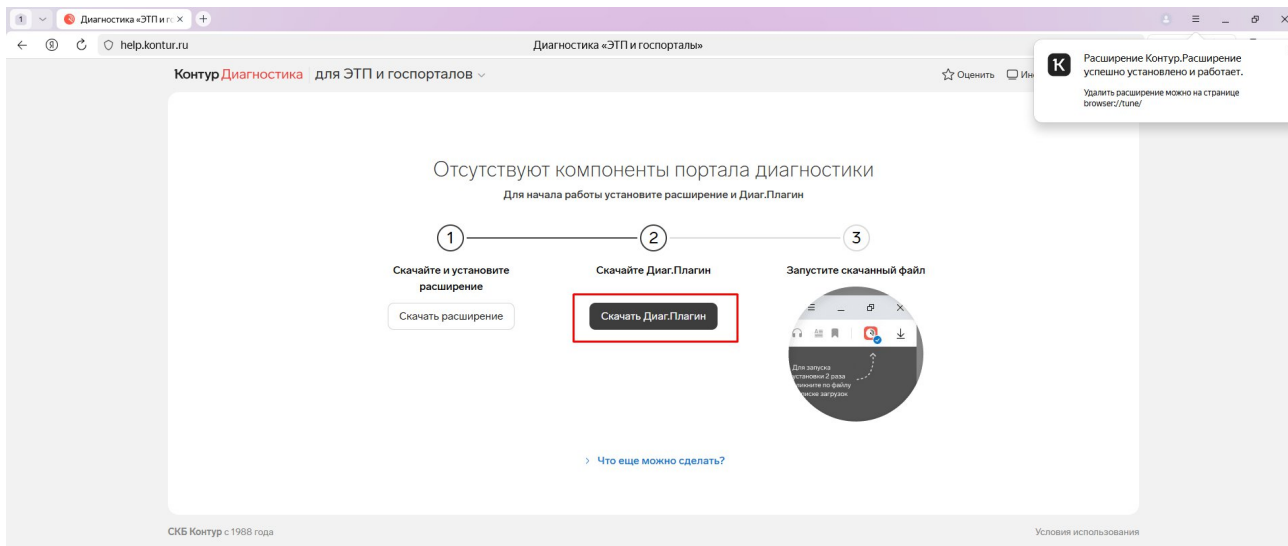 1
Диагностика «ЭТП и гс
help.kontur.ru
Диагностика «ЭТП и госпорталы»
Контур Диагностика для ЭТП и госпорталов
Оценить
Ин
Расширение Контур.Расширение
успешно установлено и работает.
Удалить расширение можно на странице
browser://tune/
Отсутствуют компоненты портала диагностики
Для начала работы установите расширение и Диаг.Плагин
1
2
3
Скачайте и установите
расширение
Скачайте Диаг.Плагин
Запустите скачанный файл
Скачать расширение
Скачать Диаг.Плагин
Для запуска
установки 2 раза
кликните по файлу
списке загрузок
Что еще можно сделать?
СКБ Контур с 1988 года
Условия использования